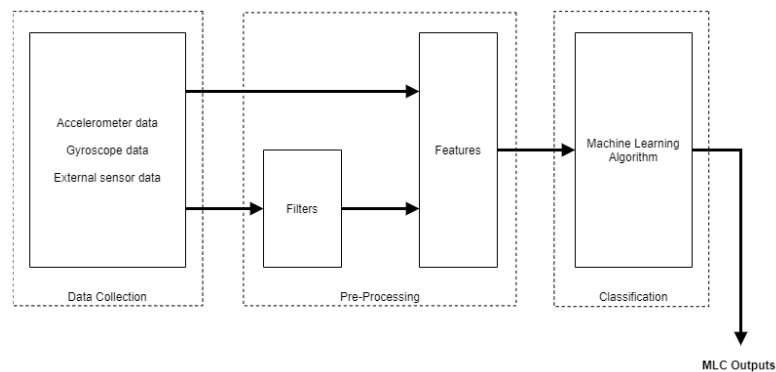 Accelerometer data
Gyroscope data
External sensor data
Data Collection
Filters
Features
Pre-Processing
Machine Learning
Algorithm
Classification
MLC Outputs